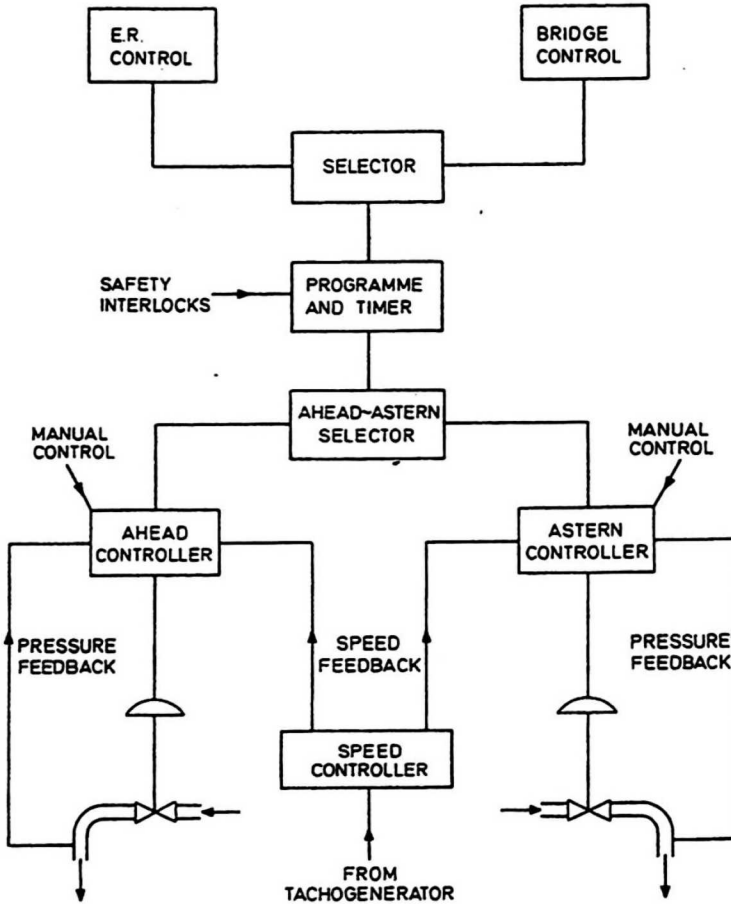 E.R.
CONTROL
BRIDGE
CONTROL
SELECTOR
SAFETY
INTERLOCKS
PROGRAMME
AND TIMER
AHEAD~ASTERN
SELECTOR
MANUAL
CONTROL
MANUAL
CONTROL
AHEAD
CONTROLLER
ASTERN
CONTROLLER
PRESSURE
FEEDBACK
SPEED
FEEDBACK
PRESSURE
FEEDBACK
SPEED
CONTROLLER
FROM
TACHOGENERATOR